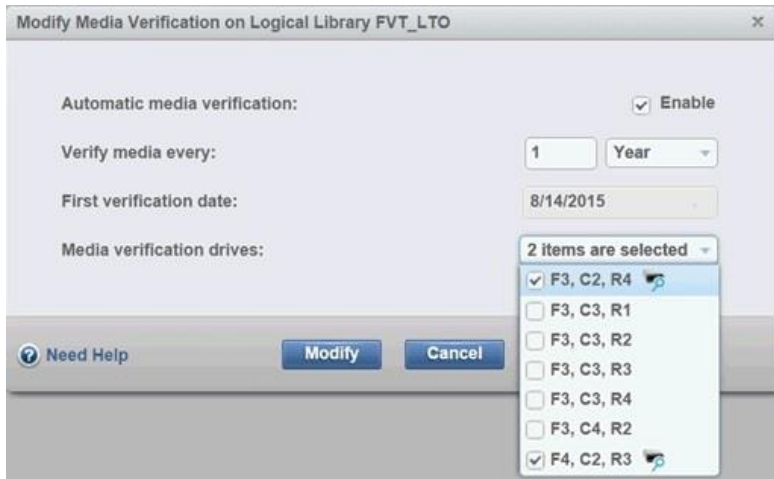 Modify Media Verification on Logical Library FVT_LTO
Automatic media verification: Enable
Verify media every: 1 Year
First verification date: 8/14/2015
Media verification drives: 2 items are selected
F3, C2, R4
F3, C3, R1
F3, C3, R2
F3, C3, R3
F3, C3, R4
F3, C4, R2
F4, C2, R3
Need Help Modify Cancel